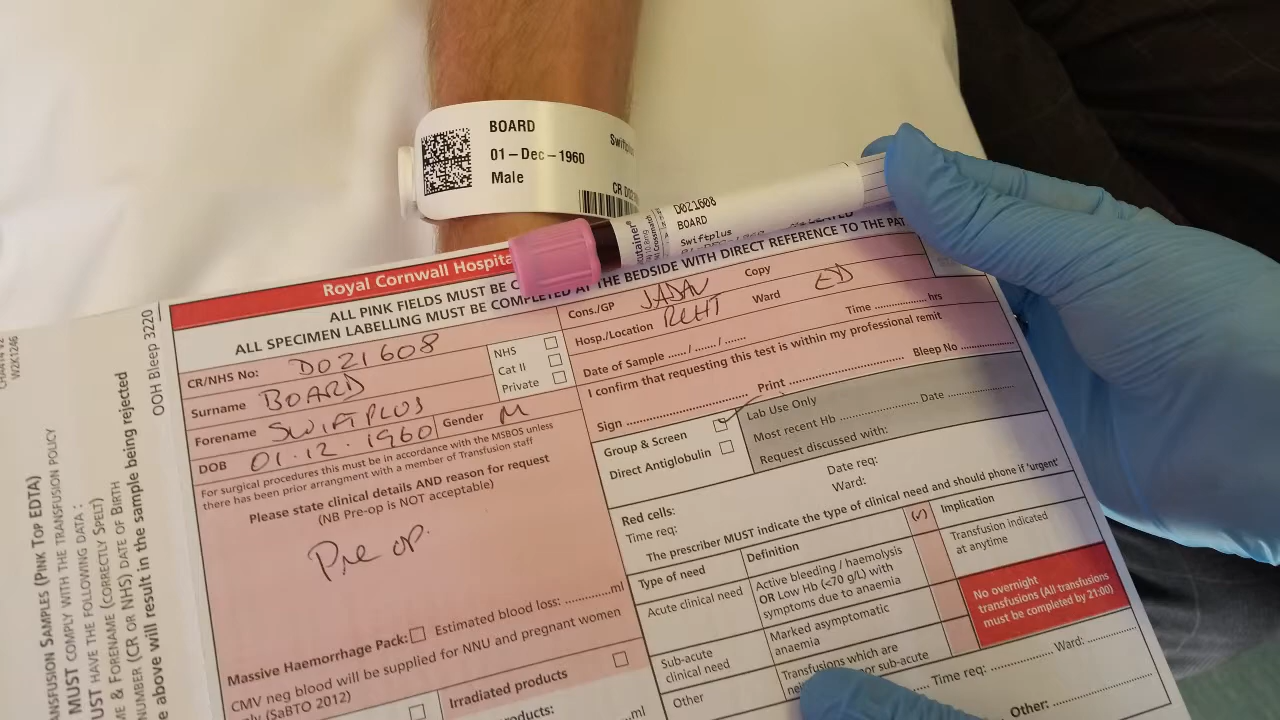 BOARD
01-Dec-1960
Male
D021608
BOARD
Swiftplus
Royal Cornwall
ALL PINK FIELDS MUST BE
ALL SPECIMEN LABELLING MUST BE COMPLETED AT THE BEDSIDE WITH DIRECT REFERENCE TO THE
OOH Bleep 3220
W2K1246
CR/NHS No: D021608
Surname BOARD
Forename SWIFTPLUS
DOB 01.12.1960 Gender M
NHS
Cat II
Private
For surgical procedures this must be in accordance with the MSBOS unless
there has been prior arrangment with a member of Transfusion staff
Please state clinical details AND reason for request
(NB Pre-op is NOT acceptable)
Pre op.
Massive Haemorrhage Pack: Estimated blood loss: ............ml
CMV neg blood will be supplied for NNU and pregnant women
(SaBTO 2012)
Irradiated products
Cons./GP JADAV Copy
Hosp./Location RCHT Ward ED
Date of Sample ....../....../...... Time ................hrs
I confirm that requesting this test is within my professional remit
Sign ................ Print ................ Bleep No ................
Group & Screen ✓
Direct Antiglobulin
Lab Use Only
Most recent Hb ................ Date ................
Request discussed with:
Red cells: Date req:
Time req: Ward:
The prescriber MUST indicate the type of clinical need and should phone if 'urgent'
Type of need Definition (✓) Implication
Acute clinical need Active bleeding / haemolysis
OR Low Hb (<70 g/L) with
symptoms due to anaemia
Transfusion indicated
at anytime
Sub-acute
clinical need
Marked asymptomatic
anaemia
No overnight
transfusions (All transfusions
must be completed by 21:00)
Other Transfusions which are
or sub-acute
Time req: ................ Ward: ................
Other: ................
ml
(PINK TOP EDTA)
MUST COMPLY WITH THE TRANSFUSION POLICY
HAVE THE FOLLOWING DATA:
& FORENAME (CORRECTLY SPELT)
NUMBER (CR OR NHS) DATE OF BIRTH
above will result in the sample being rejected